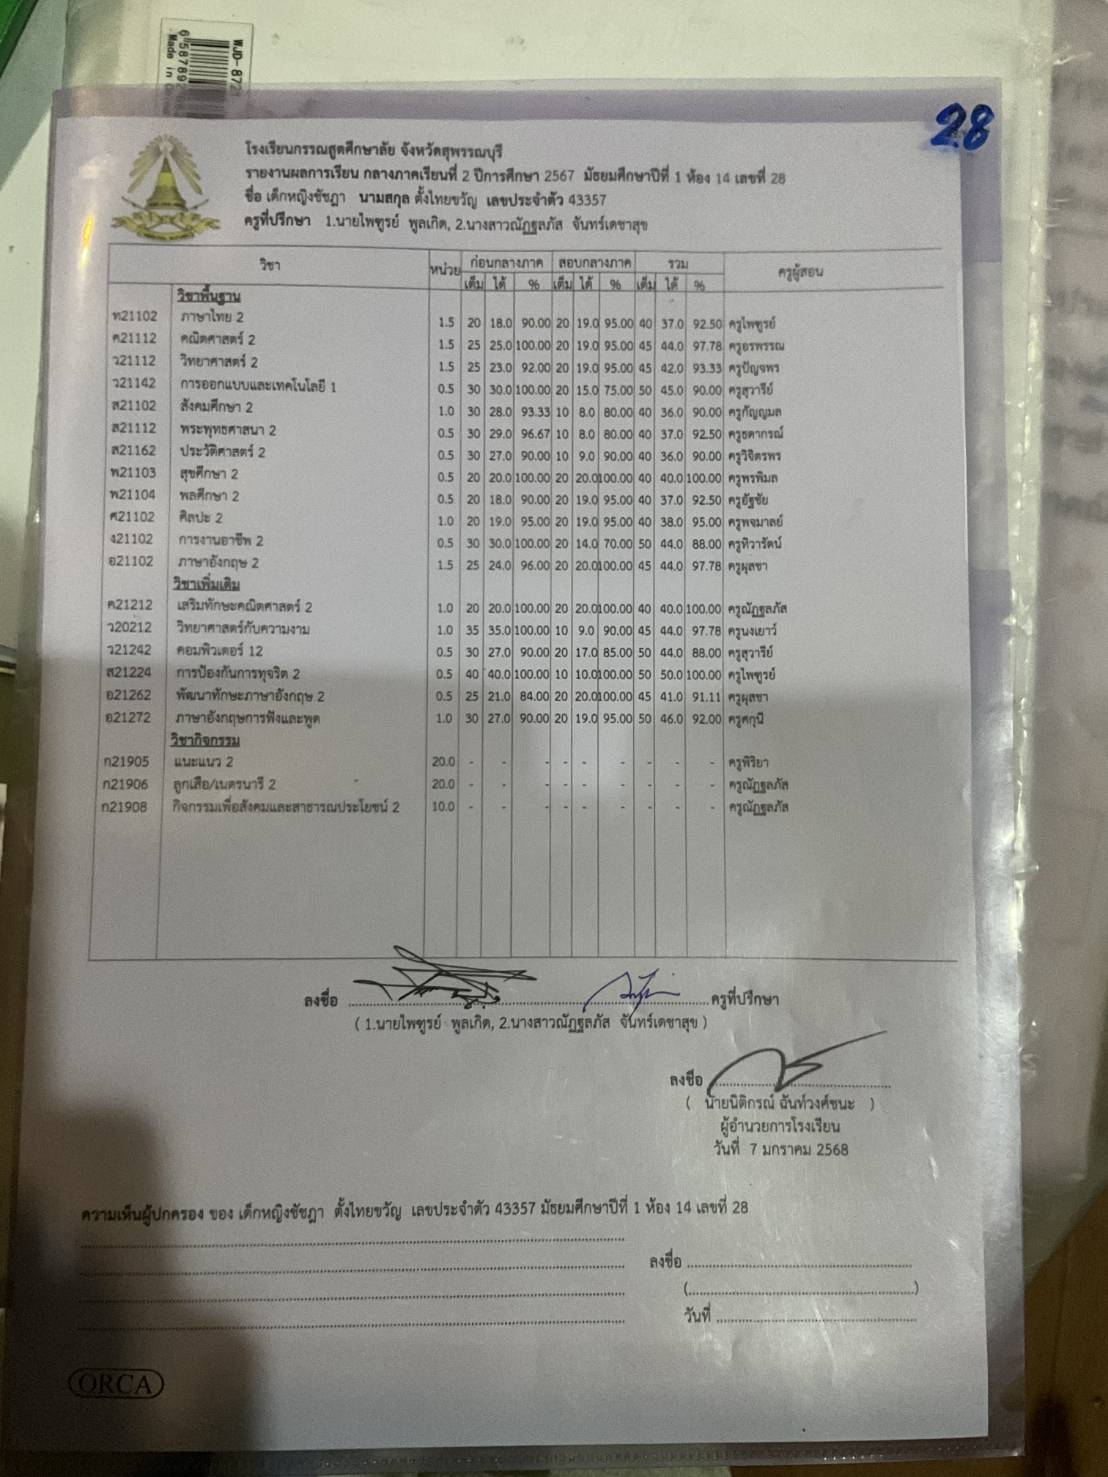 WJD-872
Made in
28
โรงเรียนกรรณสูตศึกษาลัย จังหวัดสุพรรณบุรี
รายงานผลการเรียน กลางภาคเรียนที่ 2 ปีการศึกษา 2567 มัธยมศึกษาปีที่ 1 ห้อง 14 เลขที่ 28
ชื่อ เด็กหญิงชัชฎา นามสกุล ตั้งไทยขวัญ เลขประจำตัว 43357
ครูที่ปรึกษา 1.นายไพฑูรย์ พูลเกิด, 2.นางสาวณัฏฐลภัส จันทร์เดชาสุข
วิชา หน่วย ก่อนกลางภาค สอบกลางภาค รวม ครูผู้สอน
เต็ม ได้ % เต็ม ได้ % เต็ม ได้ %
วิชาพื้นฐาน
ท21102 ภาษาไทย 2 1.5 20 18.0 90.00 20 19.0 95.00 40 37.0 92.50 ครูไพฑูรย์
ค21112 คณิตศาสตร์ 2 1.5 25 25.0 100.00 20 19.0 95.00 45 44.0 97.78 ครูอรพรรณ
ว21112 วิทยาศาสตร์ 2 1.5 25 23.0 92.00 20 19.0 95.00 45 42.0 93.33 ครูปัญจพร
ว21142 การออกแบบและเทคโนโลยี 1 0.5 30 30.0 100.00 20 15.0 75.00 50 45.0 90.00 ครูสุวารีย์
ส21102 สังคมศึกษา 2 1.0 30 28.0 93.33 10 8.0 80.00 40 36.0 90.00 ครูกัญญมล
ส21112 พระพุทธศาสนา 2 0.5 30 29.0 96.67 10 8.0 80.00 40 37.0 92.50 ครูธดากรณ์
ส21162 ประวัติศาสตร์ 2 0.5 30 27.0 90.00 10 9.0 90.00 40 36.0 90.00 ครูวิจิตรพร
พ21103 สุขศึกษา 2 0.5 20 20.0 100.00 20 20.0 100.00 40 40.0 100.00 ครูพรพิมล
พ21104 พลศึกษา 2 0.5 20 18.0 90.00 20 19.0 95.00 40 37.0 92.50 ครูอัฐชัย
ศ21102 ศิลปะ 2 1.0 20 19.0 95.00 20 19.0 95.00 40 38.0 95.00 ครูพจมาลย์
ง21102 การงานอาชีพ 2 0.5 30 30.0 100.00 20 14.0 70.00 50 44.0 88.00 ครูทิวารัตน์
อ21102 ภาษาอังกฤษ 2 1.5 25 24.0 96.00 20 20.0 100.00 45 44.0 97.78 ครูผุสชา
วิชาเพิ่มเติม
ค21212 เสริมทักษะคณิตศาสตร์ 2 1.0 20 20.0 100.00 20 20.0 100.00 40 40.0 100.00 ครูณัฏฐลภัส
ว20212 วิทยาศาสตร์กับความงาม 1.0 35 35.0 100.00 10 9.0 90.00 45 44.0 97.78 ครูนงเยาว์
ว21242 คอมพิวเตอร์ 12 0.5 30 27.0 90.00 20 17.0 85.00 50 44.0 88.00 ครูสุวารีย์
ส21224 การป้องกันการทุจริต 2 0.5 40 40.0 100.00 10 10.0 100.00 50 50.0 100.00 ครูไพฑูรย์
อ21262 พัฒนาทักษะภาษาอังกฤษ 2 0.5 25 21.0 84.00 20 20.0 100.00 45 41.0 91.11 ครูผุสชา
อ21272 ภาษาอังกฤษการฟังและพูด 1.0 30 27.0 90.00 20 19.0 95.00 50 46.0 92.00 ครูศกุนี
วิชากิจกรรม
ก21905 แนะแนว 2 20.0 - - - - - - - - - ครูพิริยา
ก21906 ลูกเสือ/เนตรนารี 2 20.0 - - - - - - - - - ครูณัฏฐลภัส
ก21908 กิจกรรมเพื่อสังคมและสาธารณประโยชน์ 2 10.0 - - - - - - - - - ครูณัฏฐลภัส
ลงชื่อ ครูที่ปรึกษา
( 1.นายไพฑูรย์ พูลเกิด, 2.นางสาวณัฏฐลภัส จันทร์เดชาสุข )
ลงชื่อ
( นายนิติกรณ์ ฉันท์วงศ์ชนะ )
ผู้อำนวยการโรงเรียน
วันที่ 7 มกราคม 2568
ความเห็นผู้ปกครอง ของ เด็กหญิงชัชฎา ตั้งไทยขวัญ เลขประจำตัว 43357 มัธยมศึกษาปีที่ 1 ห้อง 14 เลขที่ 28
ลงชื่อ
(...)
วันที่
ORCA